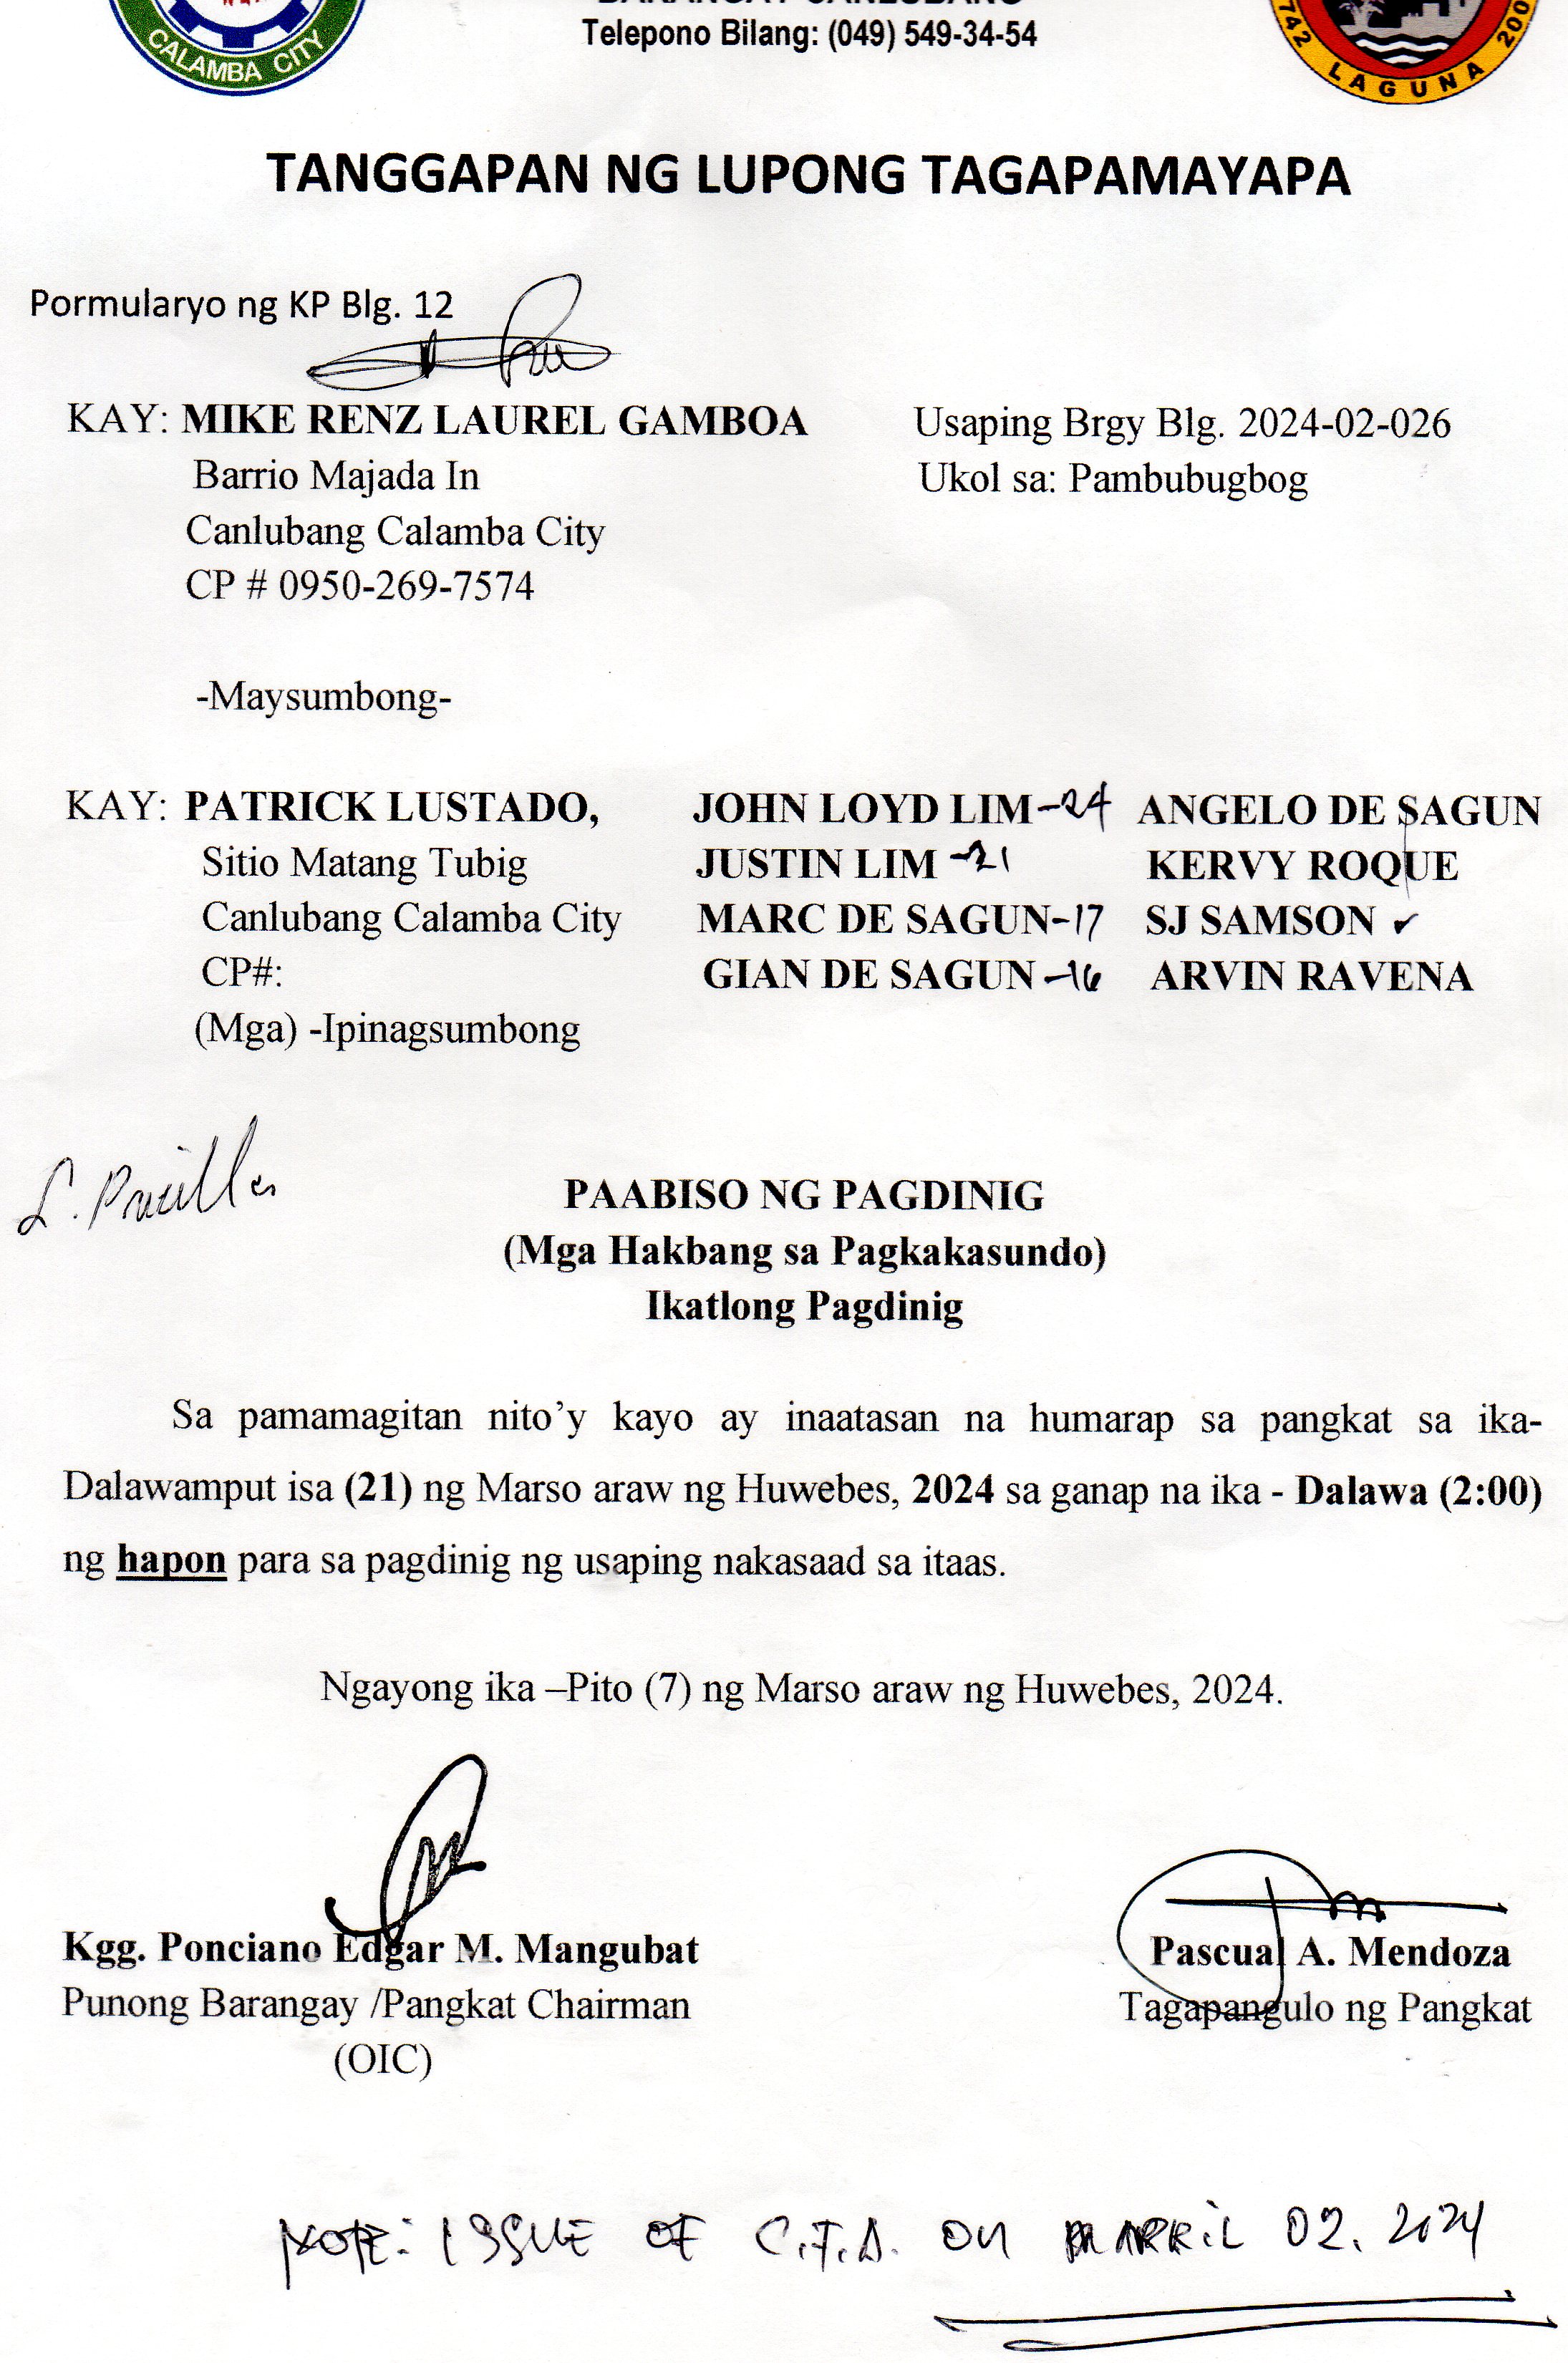 CALAMBA CITY
Telepono Bilang: (049) 549-34-54
742 LAGUNA 200
TANGGAPAN NG LUPONG TAGAPAMAYAPA
Pormularyo ng KP Blg. 12
KAY: MIKE RENZ LAUREL GAMBOA Usaping Brgy Blg. 2024-02-026
Barrio Majada In Ukol sa: Pambubugbog
Canlubang Calamba City
CP # 0950-269-7574
-Maysumbong-
KAY: PATRICK LUSTADO, JOHN LOYD LIM -24 ANGELO DE SAGUN
Sitio Matang Tubig JUSTIN LIM -21 KERVY ROQUE
Canlubang Calamba City MARC DE SAGUN-17 SJ SAMSON ✓
CP#: GIAN DE SAGUN -16 ARVIN RAVENA
(Mga) -Ipinagsumbong
PAABISO NG PAGDINIG
(Mga Hakbang sa Pagkakasundo)
Ikatlong Pagdinig
Sa pamamagitan nito'y kayo ay inaatasan na humarap sa pangkat sa ika-
Dalawamput isa (21) ng Marso araw ng Huwebes, 2024 sa ganap na ika - Dalawa (2:00)
ng hapon para sa pagdinig ng usaping nakasaad sa itaas.
Ngayong ika –Pito (7) ng Marso araw ng Huwebes, 2024.
Kgg. Ponciano Edgar M. Mangubat Pascual A. Mendoza
Punong Barangay /Pangkat Chairman Tagapangulo ng Pangkat
(OIC)
NOTE: ISSUE OF C.F.A. ON APRIL 02. 2024